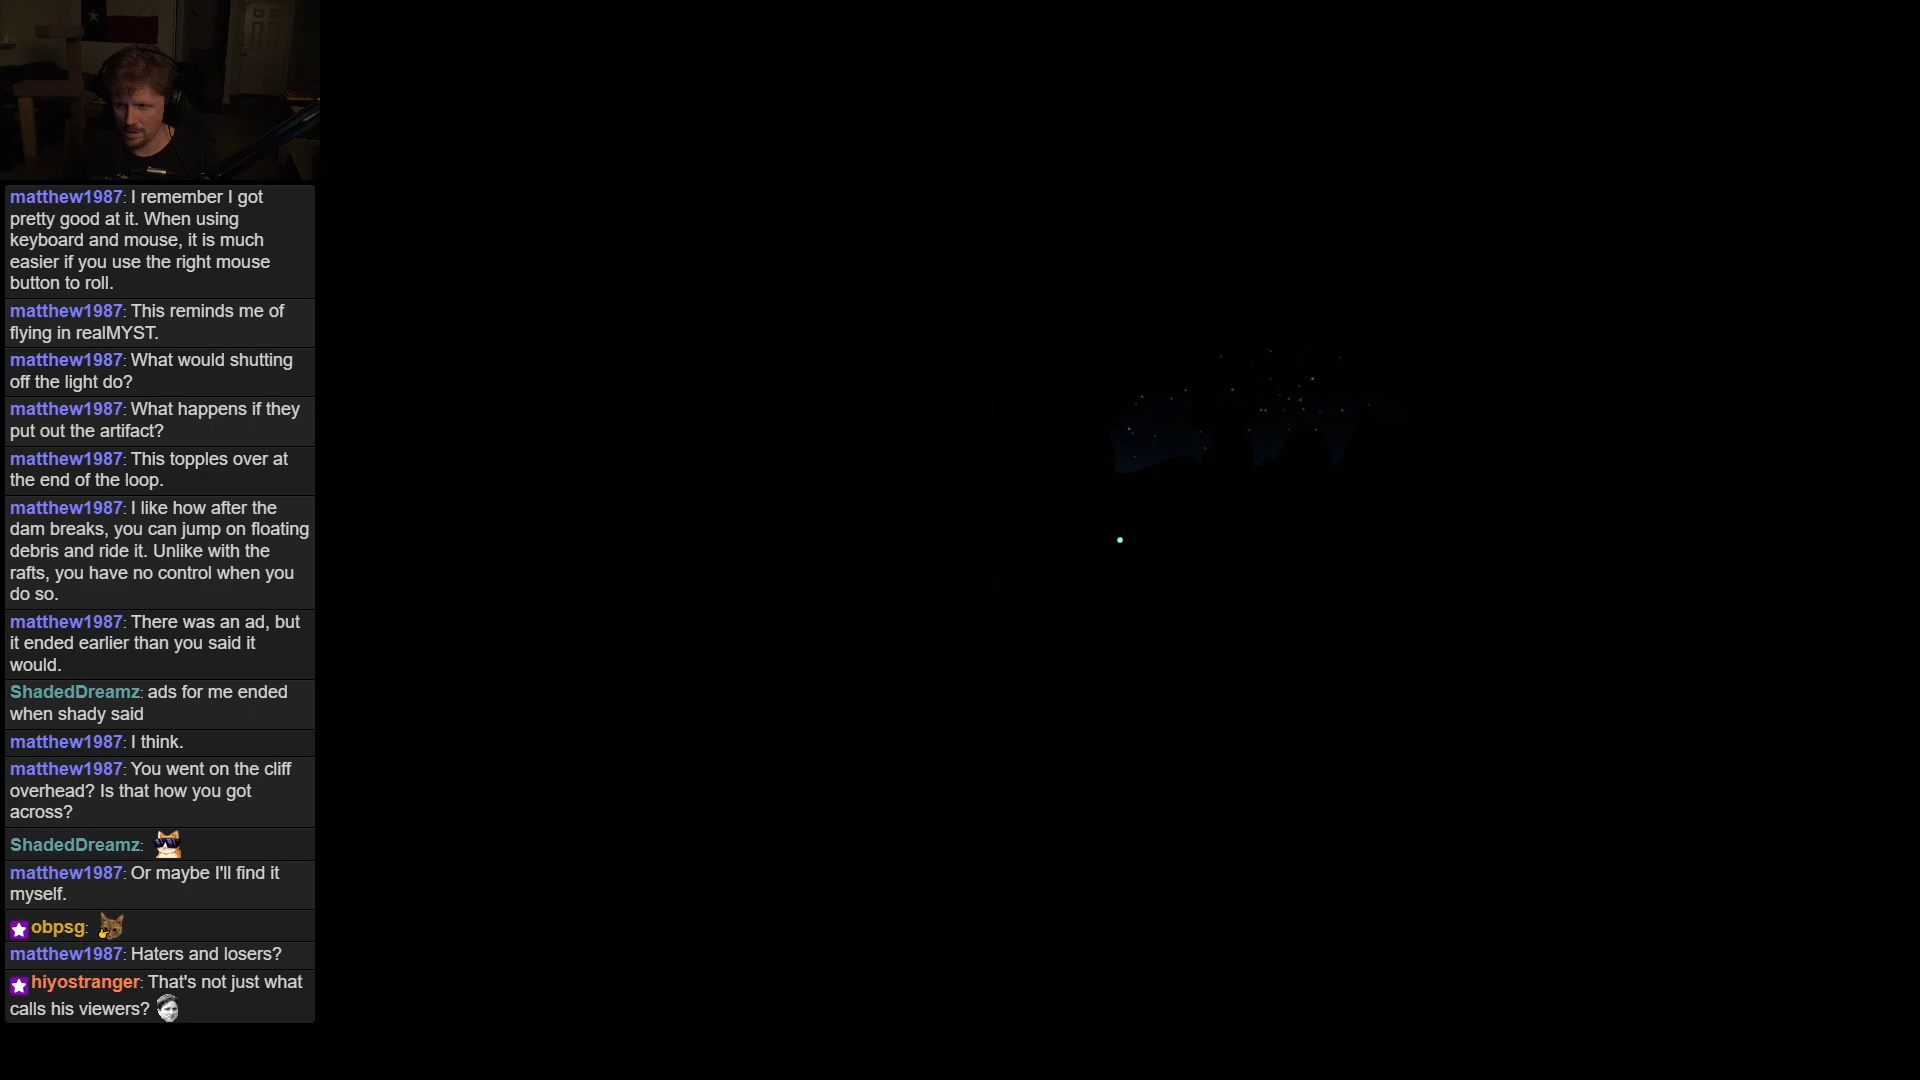 matthew1987: I remember I got
pretty good at it. When using
keyboard and mouse, it is much
easier if you use the right mouse
button to roll.
matthew1987: This reminds me of
flying in realMYST.
matthew1987: What would shutting
off the light do?
matthew1987: What happens if they
put out the artifact?
matthew1987: This topples over at
the end of the loop.
matthew1987: I like how after the
dam breaks, you can jump on floating
debris and ride it. Unlike with the
rafts, you have no control when you
do so.
matthew1987: There was an ad, but
it ended earlier than you said it
would.
ShadedDreamz: ads for me ended
when shady said
matthew1987: I think.
matthew1987: You went on the cliff
overhead? Is that how you got
across?
ShadedDreamz:
matthew1987: Or maybe I'll find it
myself.
obpsg:
matthew1987: Haters and losers?
hiyostranger: That's not just what
calls his viewers?